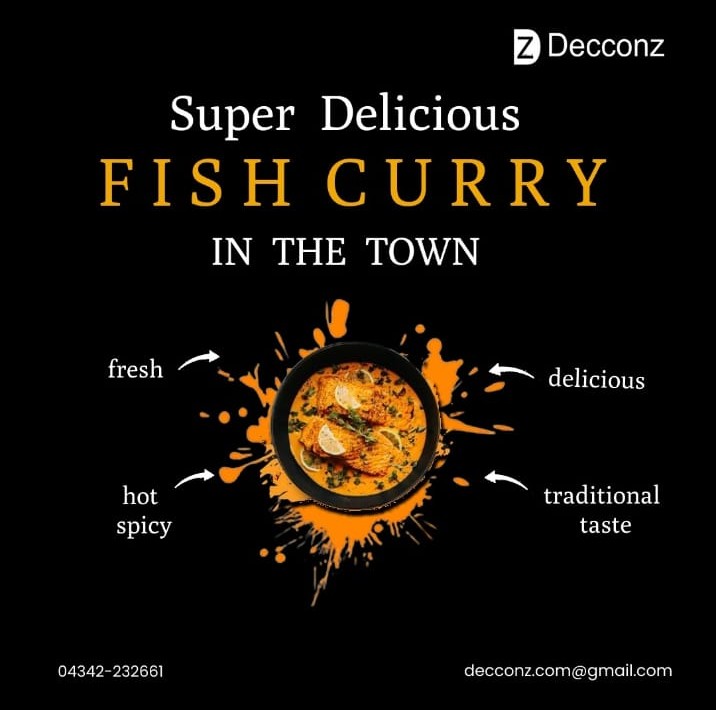 Decconz
Super Delicious
FISH CURRY
IN THE TOWN
fresh
delicious
hot
spicy
traditional
taste
04342-232661
decconz.com@gmail.com